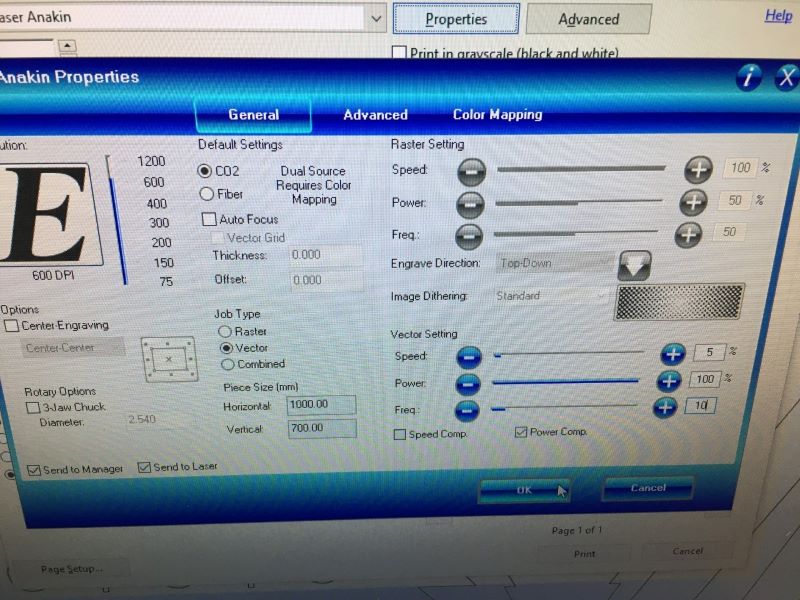 aser Anakin
Properties
Advanced
Help
Print in grayscale (black and white)
Anakin Properties
i
X
General
Advanced
Color Mapping
ution:
E
600 DPI
1200
600
400
300
200
150
75
Default Settings
CO2
Fiber
Dual Source
Requires Color
Mapping
Auto Focus
Vector Grid
Thickness: 0.000
Offset: 0.000
Options
Center-Engraving
Center-Center
Job Type
Raster
Vector
Combined
Rotary Options
3-Jaw Chuck
Diameter: 2.540
Piece Size (mm)
Horizontal: 1000.00
Vertical: 700.00
Send to Manager
Send to Laser
Raster Setting
Speed: 100 %
Power: 50 %
Freq.: 50
Engrave Direction: Top-Down
Image Dithering: Standard
Vector Setting
Speed: 5 %
Power: 100 %
Freq.: 10
Speed Comp.
Power Comp.
OK
Cancel
Page 1 of 1
Page Setup...
Print
Cancel